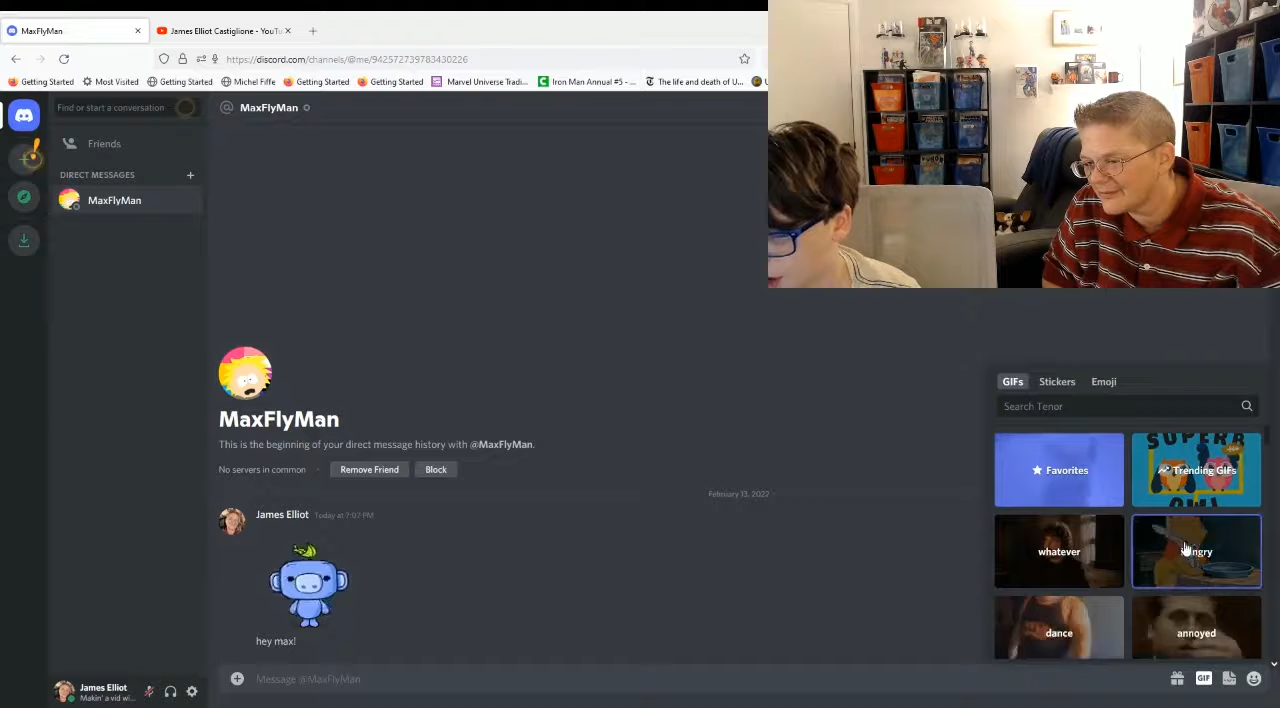 MaxFlyMan
James Elliot Castiglione - YouTu
https://discord.com/channels/@me/942572739783430226
Getting Started
Most Visited
Getting Started
Michel Fiffe
Getting Started
Getting Started
Marvel Universe Tradi...
Iron Man Annual #5 - ...
The life and death of U...
Find or start a conversation
MaxFlyMan
Friends
DIRECT MESSAGES
MaxFlyMan
MaxFlyMan
This is the beginning of your direct message history with @MaxFlyMan.
No servers in common
Remove Friend
Block
February 13, 2022
James Elliot Today at 7:07 PM
hey max!
GIFs Stickers Emoji
Search Tenor
Favorites
SUPERB
Trending GIFs
whatever
dance
annoyed
James Elliot
Makin' a vid wi...
Message @MaxFlyMan
GIF